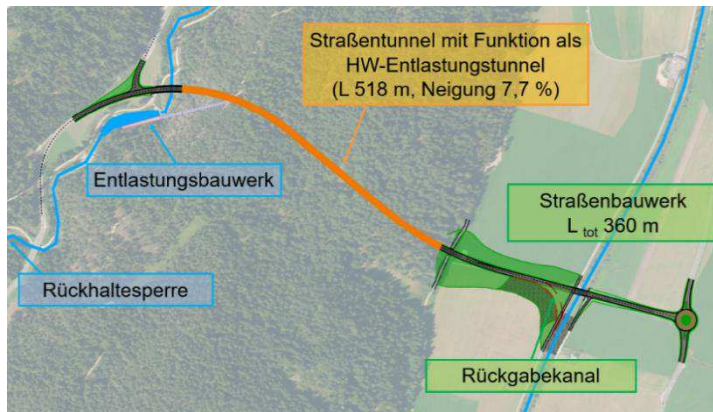 Straßentunnel mit Funktion als
HW-Entlastungstunnel
(L 518 m, Neigung 7,7 %)
Entlastungsbauwerk
Straßenbauwerk
L tot 360 m
Rückhaltesperre
Rückgabekanal